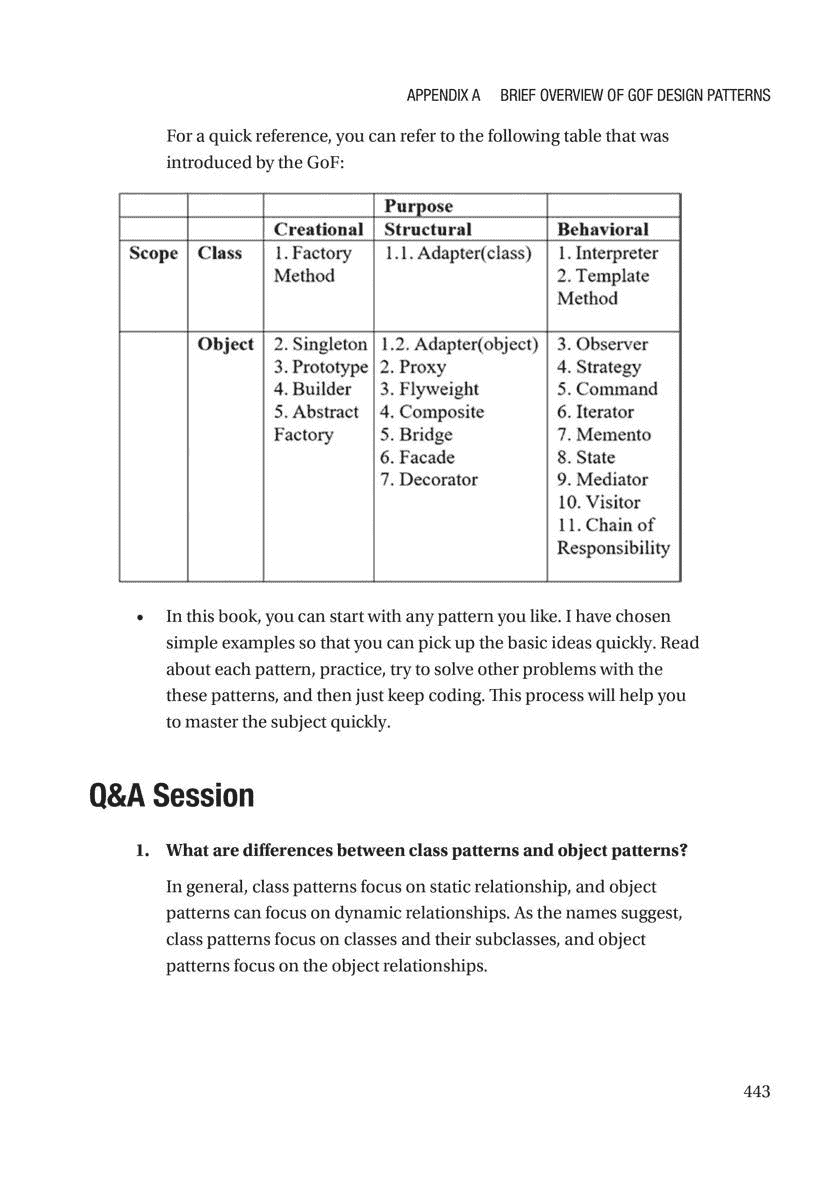 APPENDIX A BRIEF OVERVIEW OF GOF DESIGN PATTERNS
For a quick reference, you can refer to the following table that was
introduced by the GoF:
Purpose
Creational Structural Behavioral
Scope Class 1. Factory 1.1. Adapter(class) 1. Interpreter
Method 2. Template
Method
Object 2. Singleton 1.2. Adapter(object) 3. Observer
3. Prototype 2. Proxy 4. Strategy
4. Builder 3. Flyweight 5. Command
5. Abstract 4. Composite 6. Iterator
Factory 5. Bridge 7. Memento
6. Facade 8. State
7. Decorator 9. Mediator
10. Visitor
11. Chain of
Responsibility
• In this book, you can start with any pattern you like. I have chosen
simple examples so that you can pick up the basic ideas quickly. Read
about each pattern, practice, try to solve other problems with the
these patterns, and then just keep coding. This process will help you
to master the subject quickly.
Q&A Session
1. What are differences between class patterns and object patterns?
In general, class patterns focus on static relationship, and object
patterns can focus on dynamic relationships. As the names suggest,
class patterns focus on classes and their subclasses, and object
patterns focus on the object relationships.
443